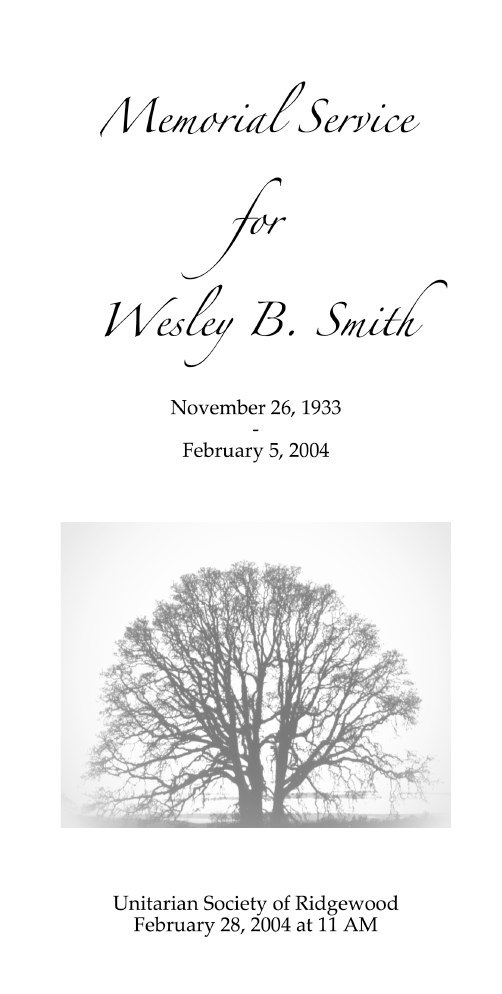 Memorial Service
for
Wesley B. Smith
November 26, 1933
-
February 5, 2004
Unitarian Society of Ridgewood
February 28, 2004 at 11 AM